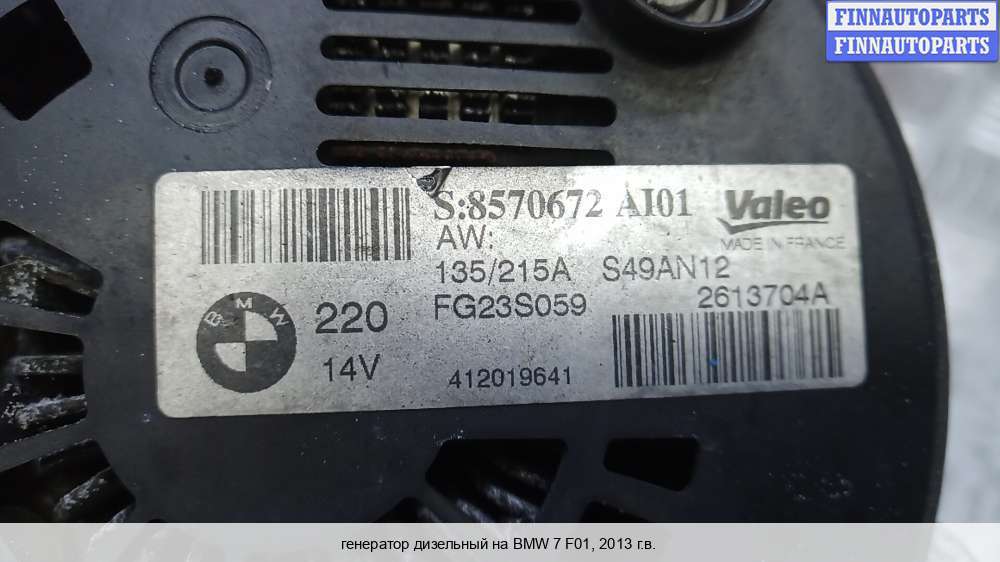 FINNAUTOPARTS
FINNAUTOPARTS
S:8570672 AI01
Valeo
AW:
MADE IN FRANCE
135/215A S49AN12
FG23S059
2613704A
BMW
220
14V
412019641
генератор дизельный на BMW 7 F01, 2013 г.в.